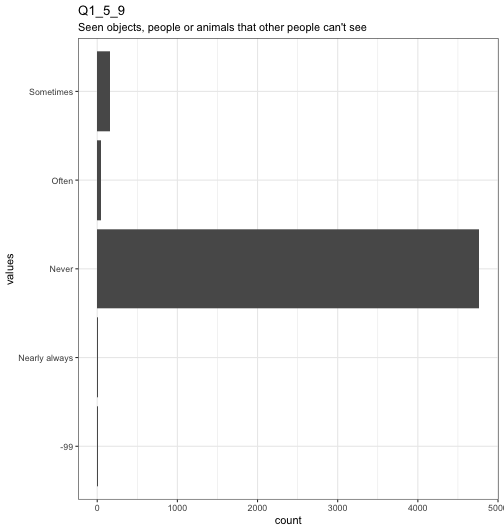 Q1_5_9
Seen objects, people or animals that other people can't see
Sometimes
Often
Never
Nearly always
-99
values
0 1000 2000 3000 4000 5000
count